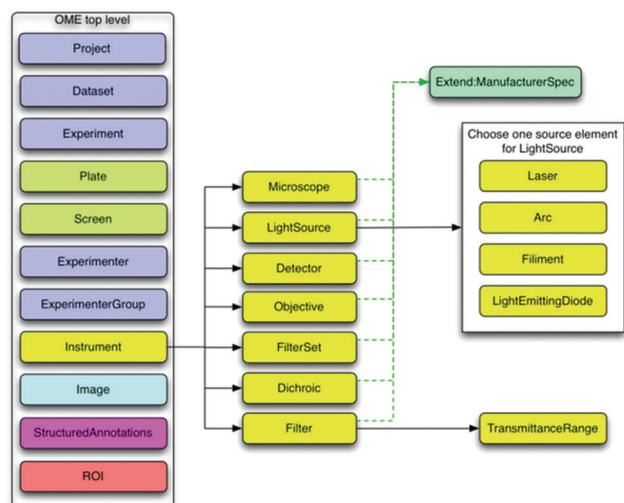 OME top level
Project
Dataset
Experiment
Plate
Screen
Experimenter
ExperimenterGroup
Instrument
Image
StructuredAnnotations
ROI
Microscope
LightSource
Detector
Objective
FilterSet
Dichroic
Filter
Extend:ManufacturerSpec
Choose one source element
for LightSource
Laser
Arc
Filiment
LightEmittingDiode
TransmittanceRange